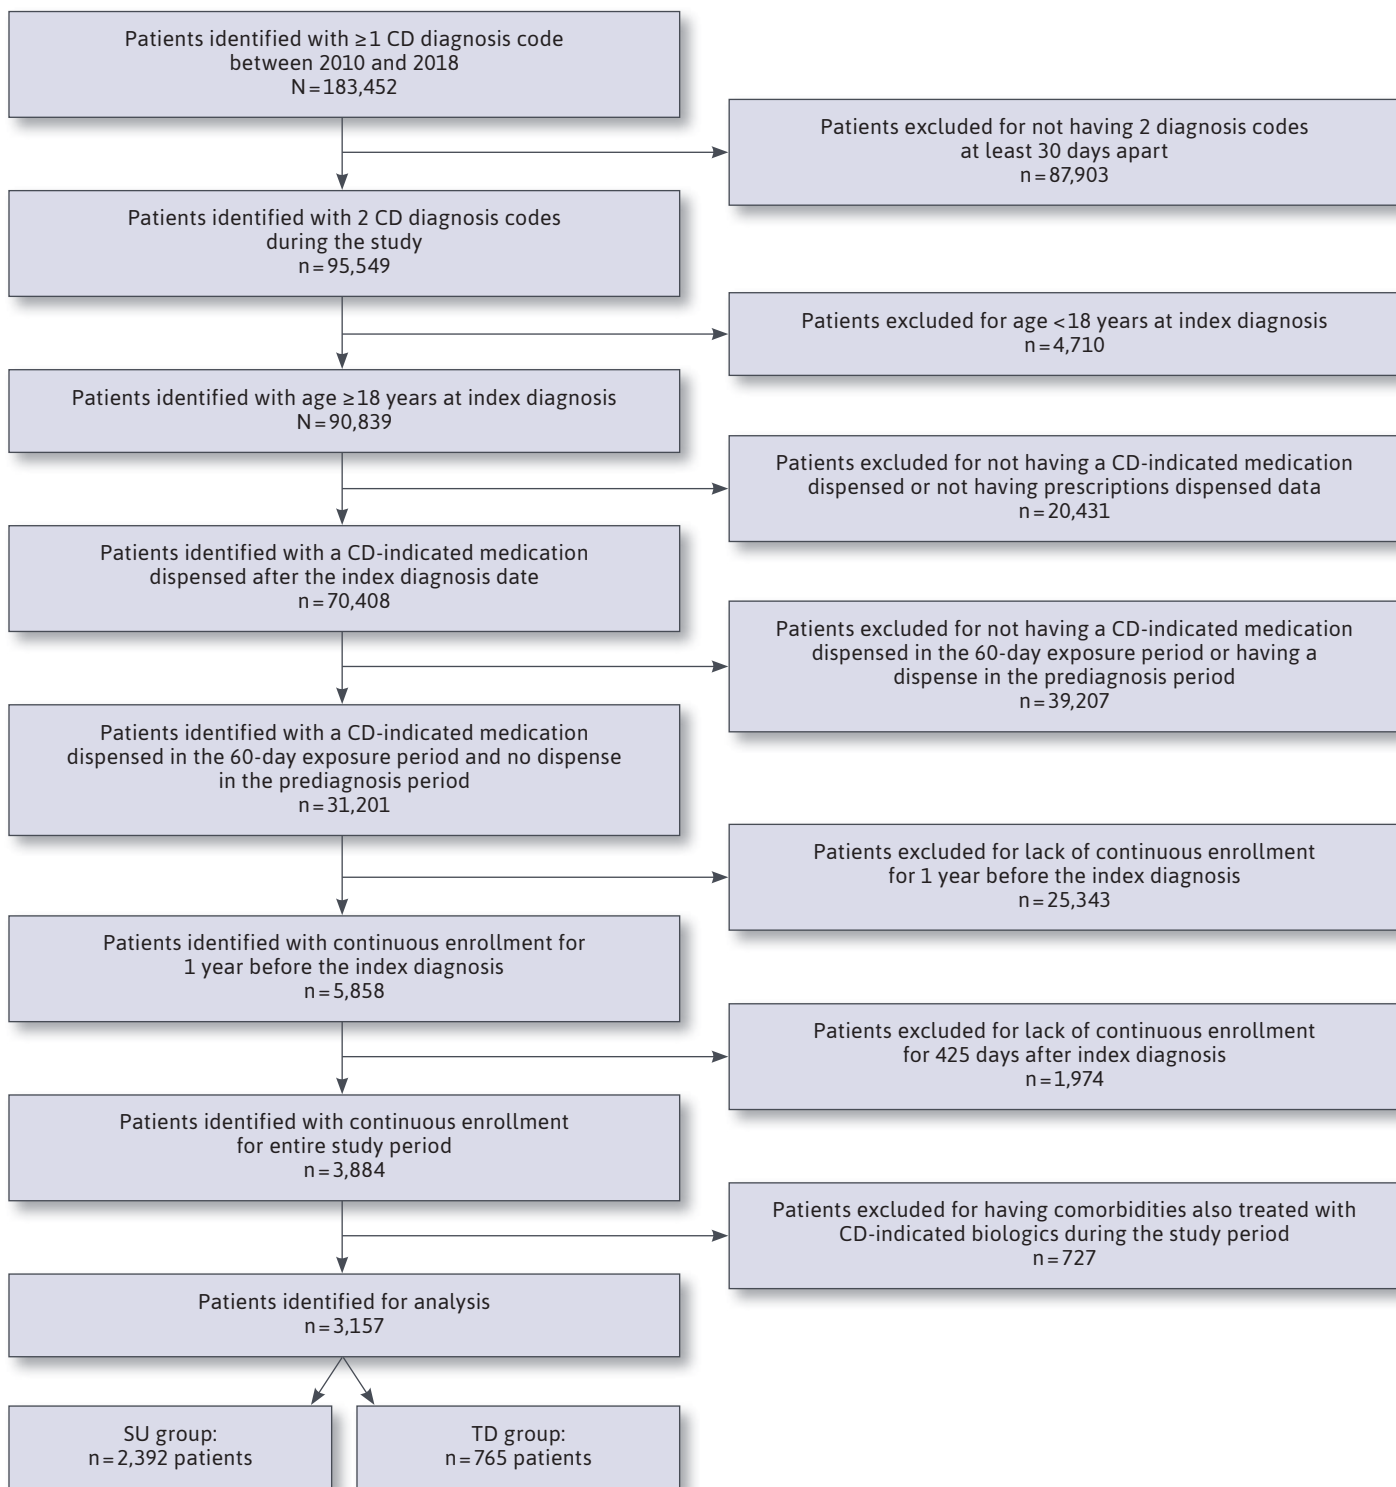 Patients identified with ≥1 CD diagnosis code
between 2010 and 2018
N=183,452
Patients excluded for not having 2 diagnosis codes
at least 30 days apart
n=87,903
Patients identified with 2 CD diagnosis codes
during the study
n=95,549
Patients excluded for age <18 years at index diagnosis
n=4,710
Patients identified with age ≥18 years at index diagnosis
N=90,839
Patients excluded for not having a CD-indicated medication
dispensed or not having prescriptions dispensed data
n=20,431
Patients identified with a CD-indicated medication
dispensed after the index diagnosis date
n=70,408
Patients excluded for not having a CD-indicated medication
dispensed in the 60-day exposure period or having a
dispense in the prediagnosis period
n=39,207
Patients identified with a CD-indicated medication
dispensed in the 60-day exposure period and no dispense
in the prediagnosis period
n=31,201
Patients excluded for lack of continuous enrollment
for 1 year before the index diagnosis
n=25,343
Patients identified with continuous enrollment for
1 year before the index diagnosis
n=5,858
Patients excluded for lack of continuous enrollment
for 425 days after index diagnosis
n=1,974
Patients identified with continuous enrollment
for entire study period
n=3,884
Patients excluded for having comorbidities also treated with
CD-indicated biologics during the study period
n=727
Patients identified for analysis
n=3,157
SU group:
n=2,392 patients
TD group:
n=765 patients